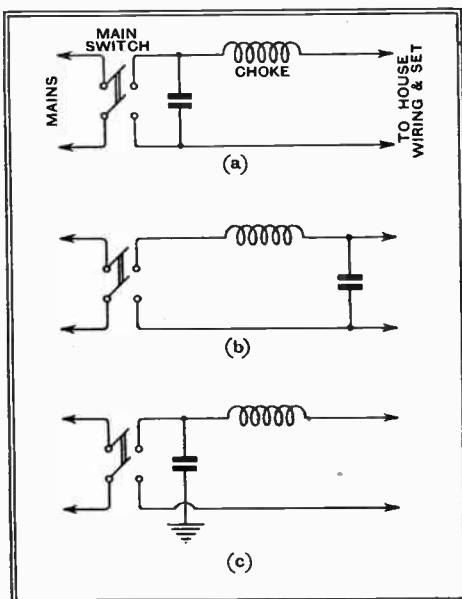 MAIN
SWITCH
MAINS
CHOKE
TO HOUSE
WIRING & SET
(a)
(b)
(c)